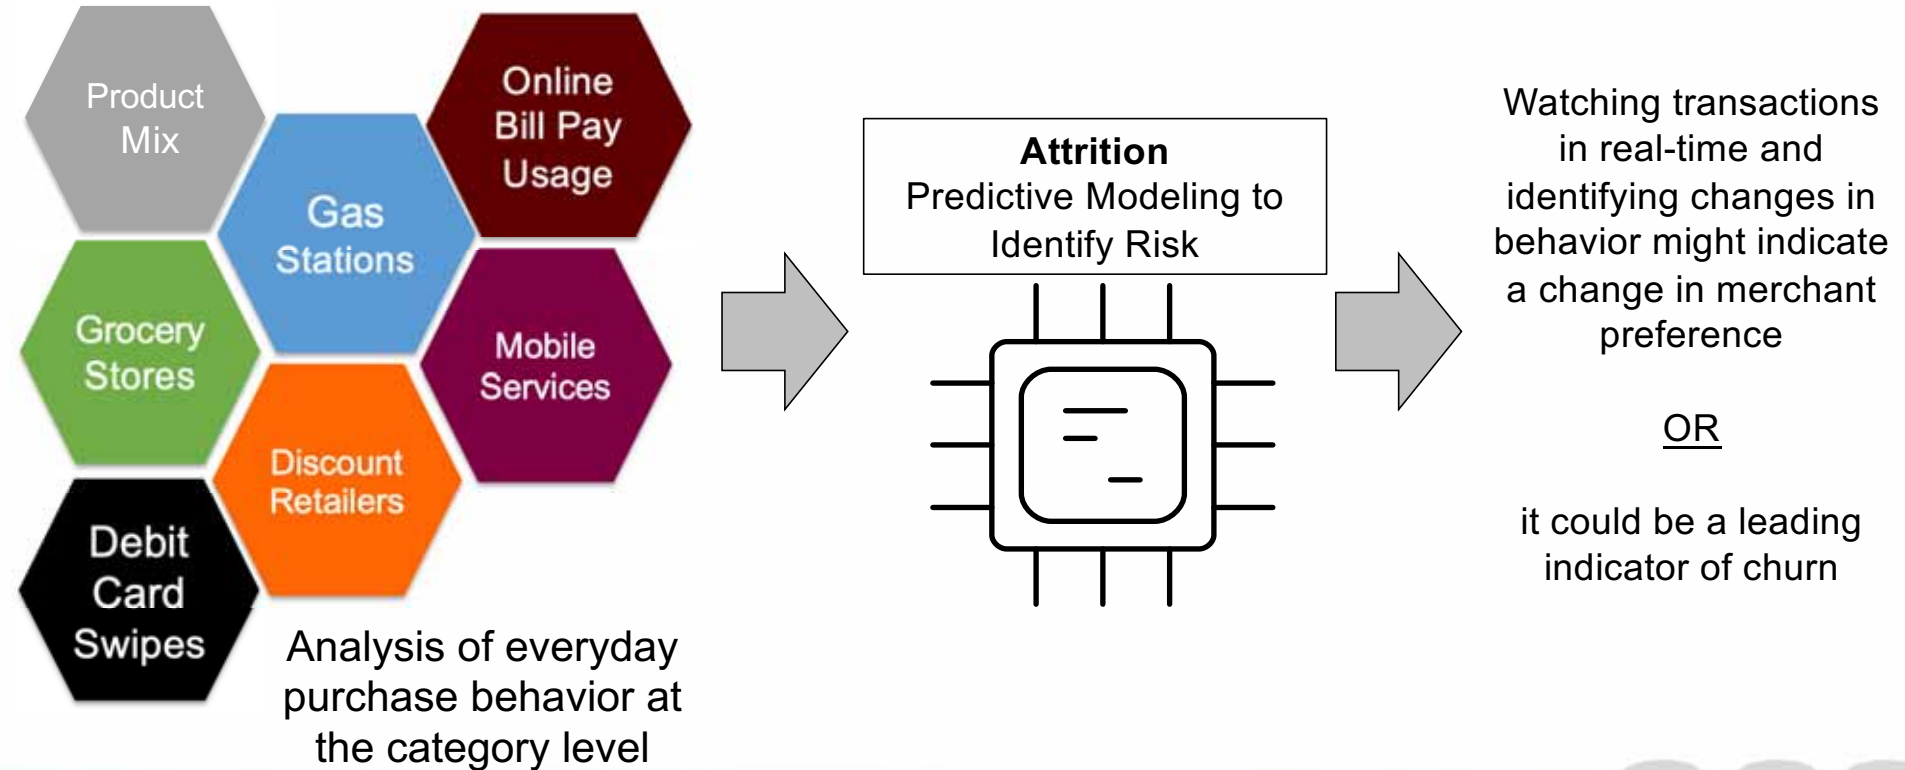 Product
Mix
Online
Bill Pay
Usage
Gas
Stations
Grocery
Stores
Mobile
Services
Discount
Retailers
Debit
Card
Swipes
Analysis of everyday
purchase behavior at
the category level
Attrition
Predictive Modeling to
Identify Risk
Watching transactions
in real-time and
identifying changes in
behavior might indicate
a change in merchant
preference
OR
it could be a leading
indicator of churn